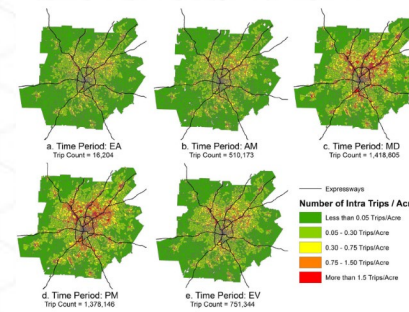 a. Time Period: EA
Trip Count = 16,204
b. Time Period: AM
Trip Count = 510,173
c. Time Period: MD
Trip Count = 1,418,605
d. Time Period: PM
Trip Count = 1,378,146
e. Time Period: EV
Trip Count = 751,344
Expressways
Number of Intra Trips / Acr
Less than 0.05 Trips/Acre
0.05 - 0.30 Trips/Acre
0.30 - 0.75 Trips/Acre
0.75 - 1.50 Trips/Acre
More than 1.5 Trips/Acre